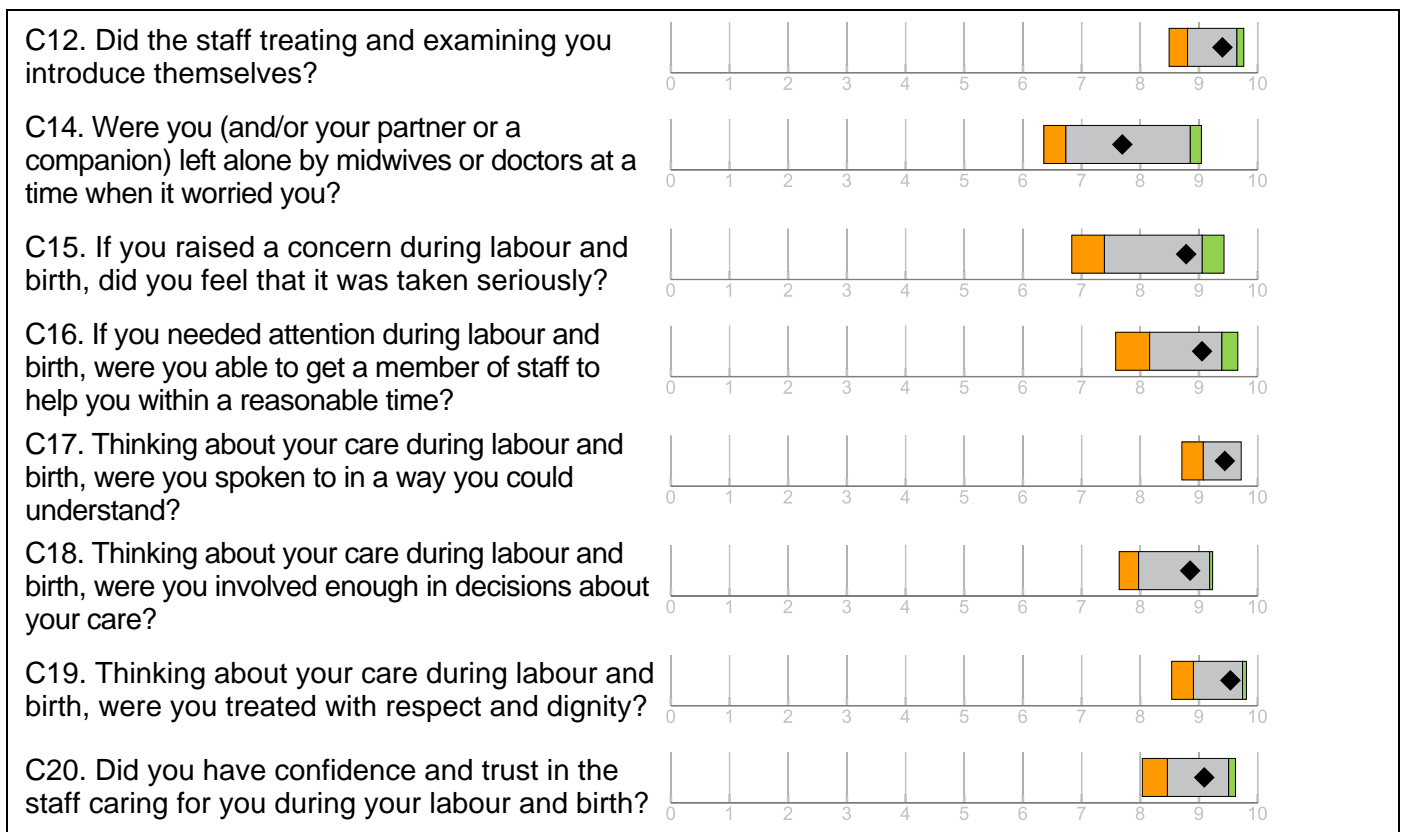 C12. Did the staff treating and examining you
introduce themselves?
0 1 2 3 4 5 6 7 8 9 10
C14. Were you (and/or your partner or a
companion) left alone by midwives or doctors at a
time when it worried you?
0 1 2 3 4 5 6 7 8 9 10
C15. If you raised a concern during labour and
birth, did you feel that it was taken seriously?
0 1 2 3 4 5 6 7 8 9 10
C16. If you needed attention during labour and
birth, were you able to get a member of staff to
help you within a reasonable time?
0 1 2 3 4 5 6 7 8 9 10
C17. Thinking about your care during labour and
birth, were you spoken to in a way you could
understand?
0 1 2 3 4 5 6 7 8 9 10
C18. Thinking about your care during labour and
birth, were you involved enough in decisions about
your care?
0 1 2 3 4 5 6 7 8 9 10
C19. Thinking about your care during labour and
birth, were you treated with respect and dignity?
0 1 2 3 4 5 6 7 8 9 10
C20. Did you have confidence and trust in the
staff caring for you during your labour and birth?
0 1 2 3 4 5 6 7 8 9 10